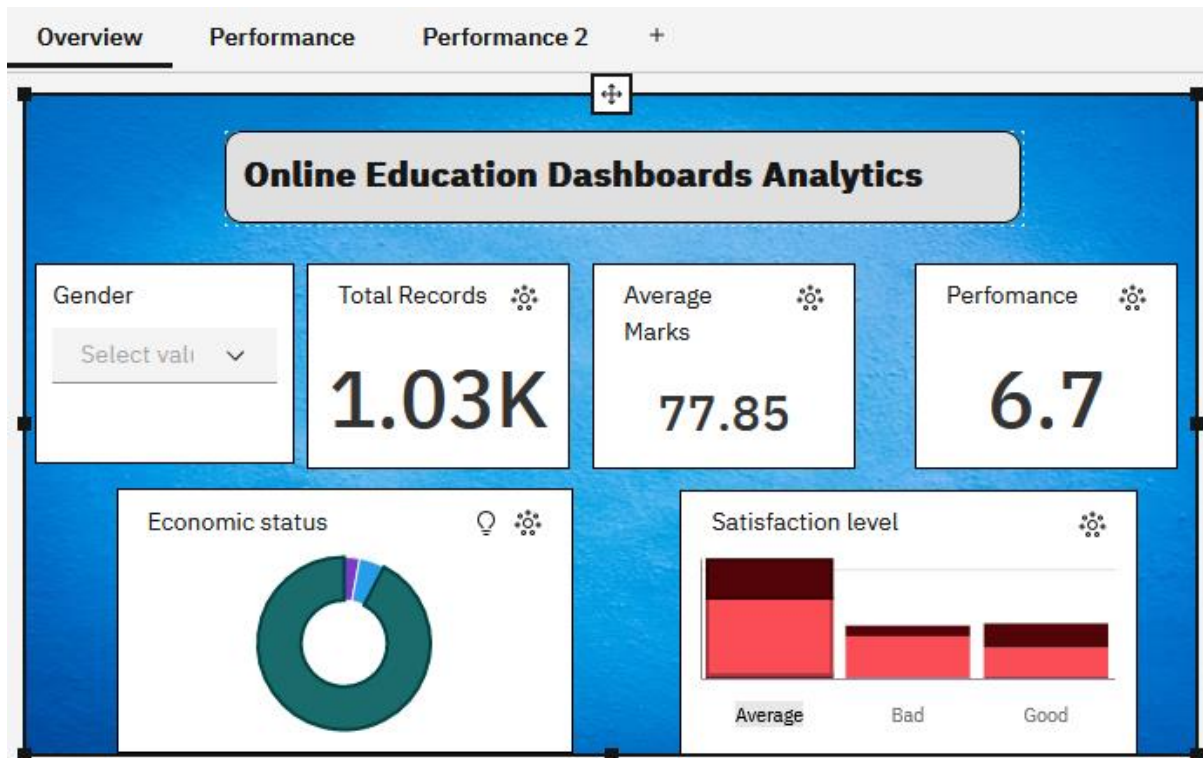 Overview Performance Performance 2 +
Online Education Dashboards Analytics
Gender
Select valu
Total Records
1.03K
Average
Marks
77.85
Perfomance
6.7
Economic status
Satisfaction level
Average Bad Good